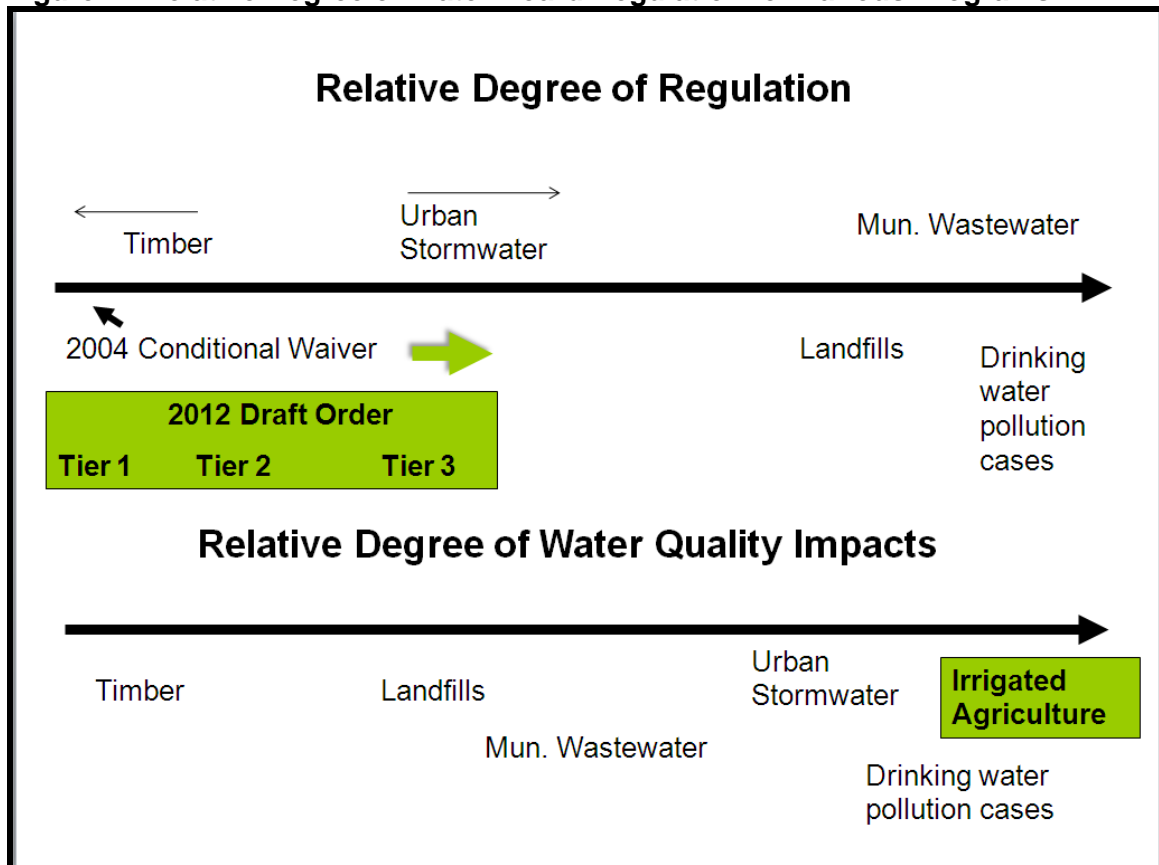 Relative Degree of Regulation
Timber
Urban
Stormwater
Mun. Wastewater
2004 Conditional Waiver
Landfills
Drinking
water
pollution
cases
2012 Draft Order
Tier 1 Tier 2 Tier 3
Relative Degree of Water Quality Impacts
Timber
Landfills
Mun. Wastewater
Urban
Stormwater
Irrigated
Agriculture
Drinking water
pollution cases